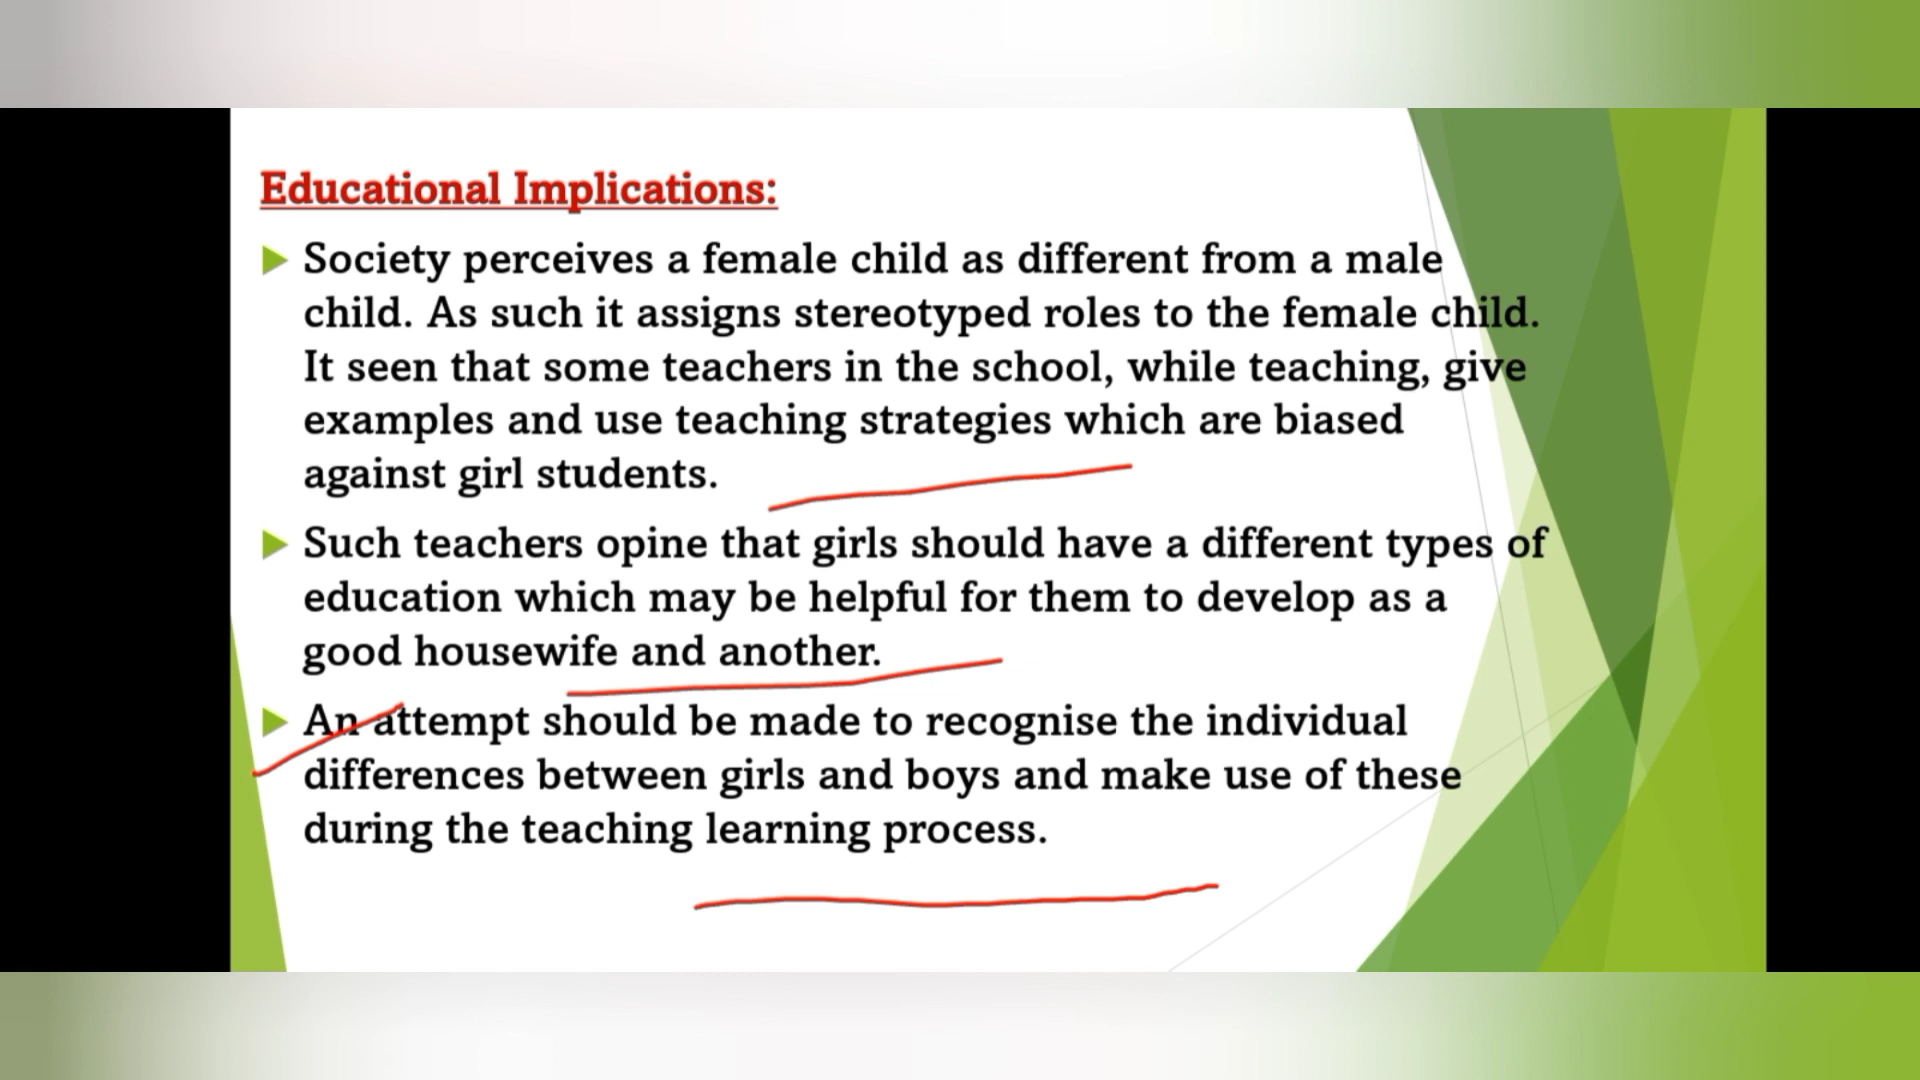 Educational Implications:
Society perceives a female child as different from a male
child. As such it assigns stereotyped roles to the female child.
It seen that some teachers in the school, while teaching, give
examples and use teaching strategies which are biased
against girl students.
Such teachers opine that girls should have a different types of
education which may be helpful for them to develop as a
good housewife and another.
An attempt should be made to recognise the individual
differences between girls and boys and make use of these
during the teaching learning process.